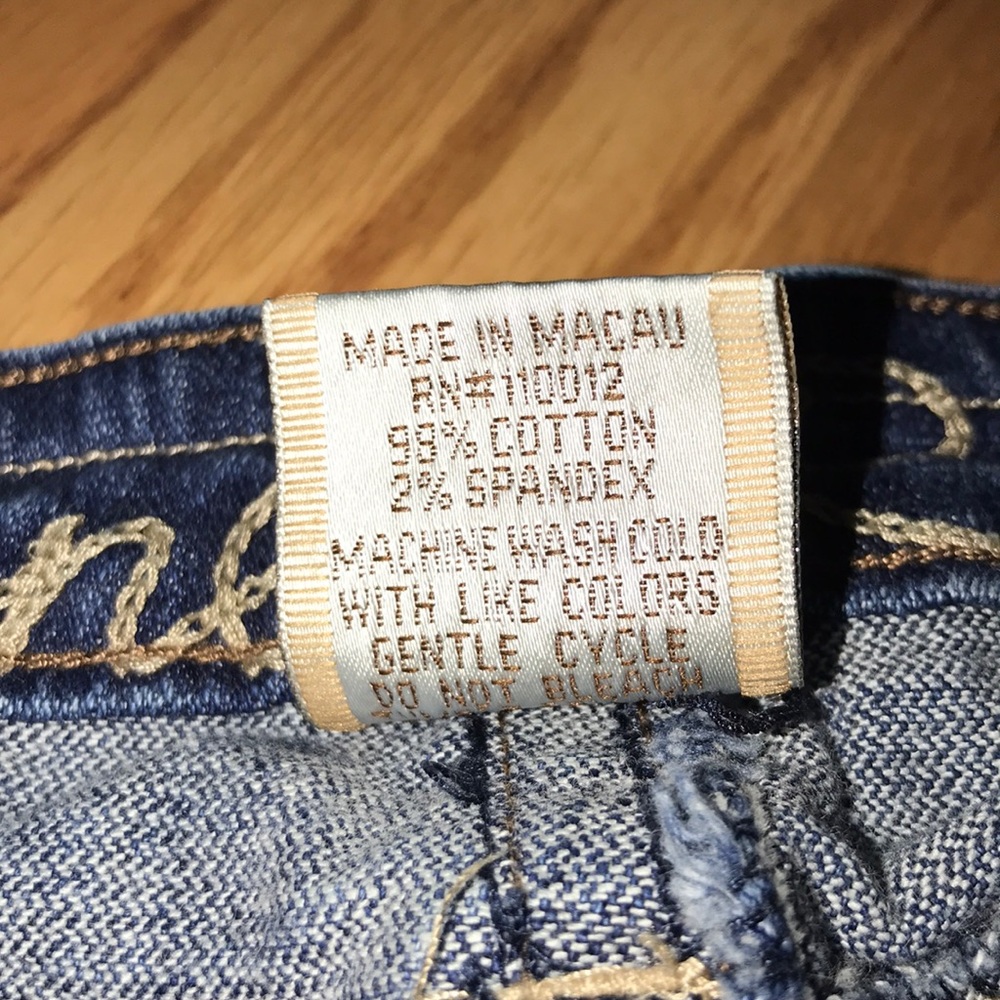 MADE IN MACAU
RN#110012
98% COTTON
2% SPANDEX
MACHINE WASH COLD
WITH LIKE COLORS
GENTLE CYCLE
DO NOT BLEACH